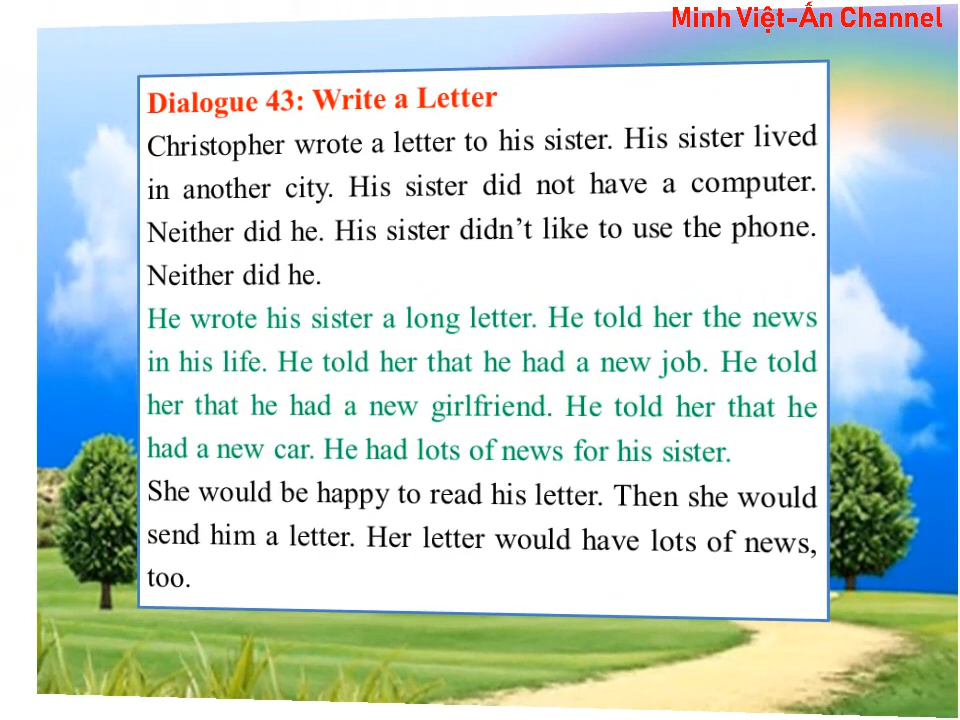 Minh Việt-Ấn Channel
Dialogue 43: Write a Letter
Christopher wrote a letter to his sister. His sister lived
in another city. His sister did not have a computer.
Neither did he. His sister didn’t like to use the phone.
Neither did he.
He wrote his sister a long letter. He told her the news
in his life. He told her that he had a new job. He told
her that he had a new girlfriend. He told her that he
had a new car. He had lots of news for his sister.
She would be happy to read his letter. Then she would
send him a letter. Her letter would have lots of news,
too.